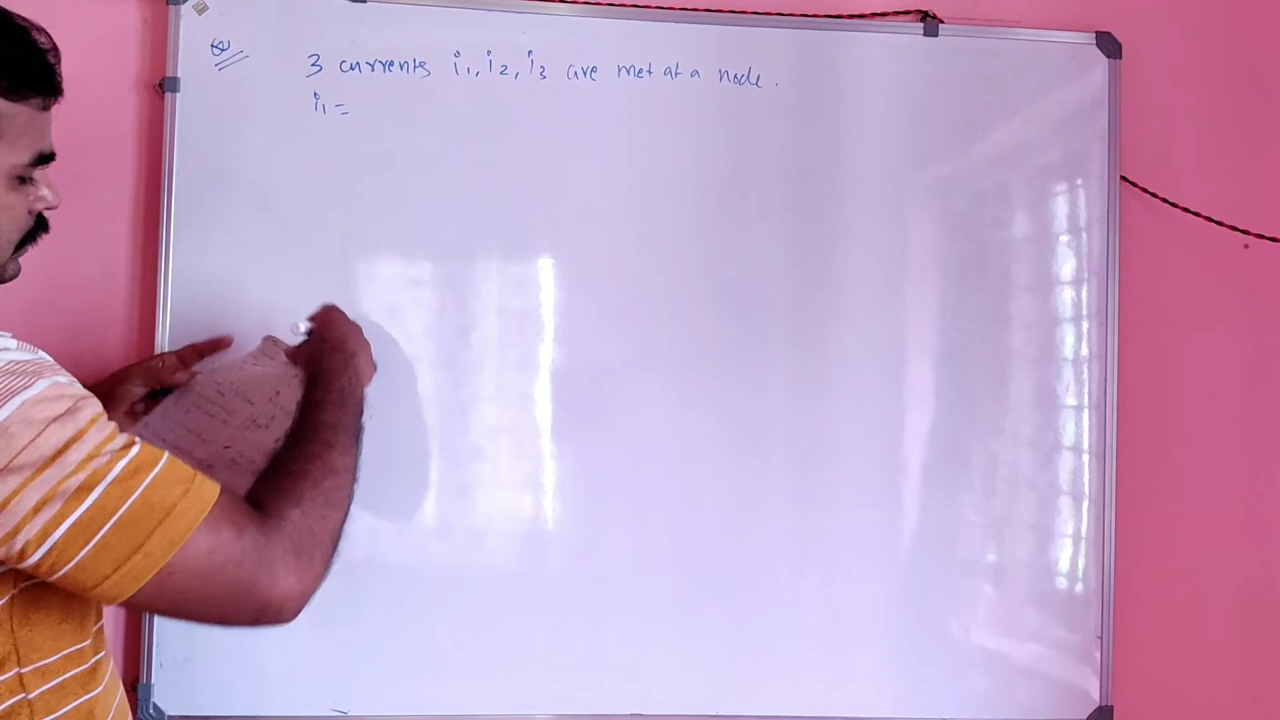 Q 3 currents i1, i2, i3 are met at a node.
i1 =